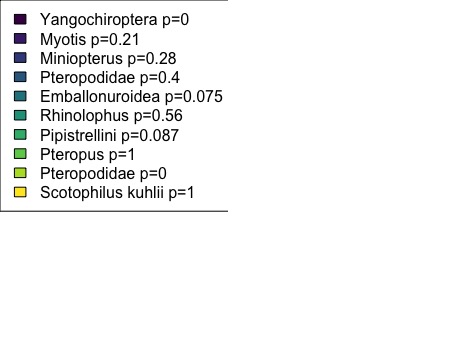 Yangochiroptera p=0
Myotis p=0.21
Miniopterus p=0.28
Pteropodidae p=0.4
Emballonuroidea p=0.075
Rhinolophus p=0.56
Pipistrellini p=0.087
Pteropus p=1
Pteropodidae p=0
Scotophilus kuhlii p=1